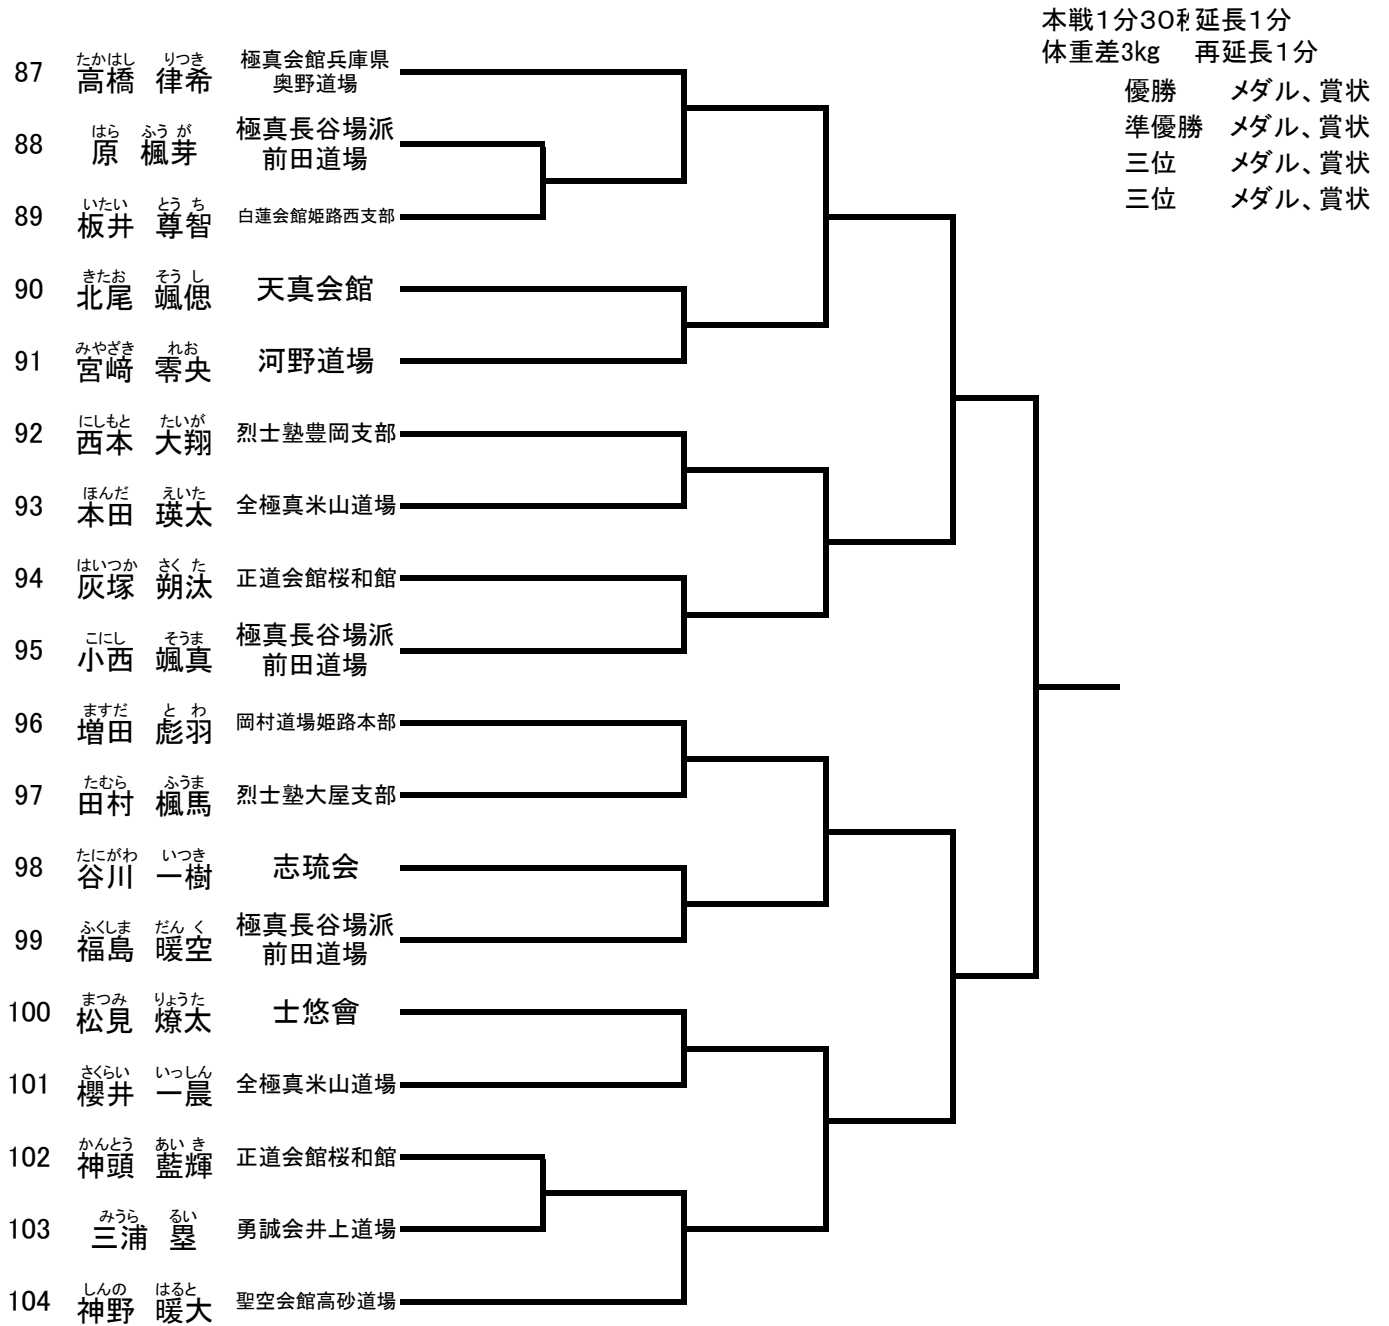 本戦1分30秒 延長1分
体重差3kg 再延長1分
優勝 メダル、賞状
準優勝 メダル、賞状
三位 メダル、賞状
三位 メダル、賞状
たかはし りつき
87 高橋 律希 極真会館兵庫県
奥野道場
はら ふうが
88 原 楓芽 極真長谷場派
前田道場
いたい とうち
89 板井 尊智 白蓮会館姫路西支部
きたお そうし
90 北尾 颯偲 天真会館
みやざき れお
91 宮﨑 零央 河野道場
にしもと たいが
92 西本 大翔 烈士塾豊岡支部
ほんだ えいた
93 本田 瑛太 全極真米山道場
はいつか さくた
94 灰塚 朔汰 正道会館桜和館
こにし そうま
95 小西 颯真 極真長谷場派
前田道場
ますだ とわ
96 増田 彪羽 岡村道場姫路本部
たむら ふうま
97 田村 楓馬 烈士塾大屋支部
たにがわ いつき
98 谷川 一樹 志琉会
ふくしま だんく
99 福島 暖空 極真長谷場派
前田道場
まつみ りょうた
100 松見 燎太 士悠會
さくらい いっしん
101 櫻井 一晨 全極真米山道場
かんとう あいき
102 神頭 藍輝 正道会館桜和館
みうら るい
103 三浦 塁 勇誠会井上道場
しんの はると
104 神野 暖大 聖空会館高砂道場